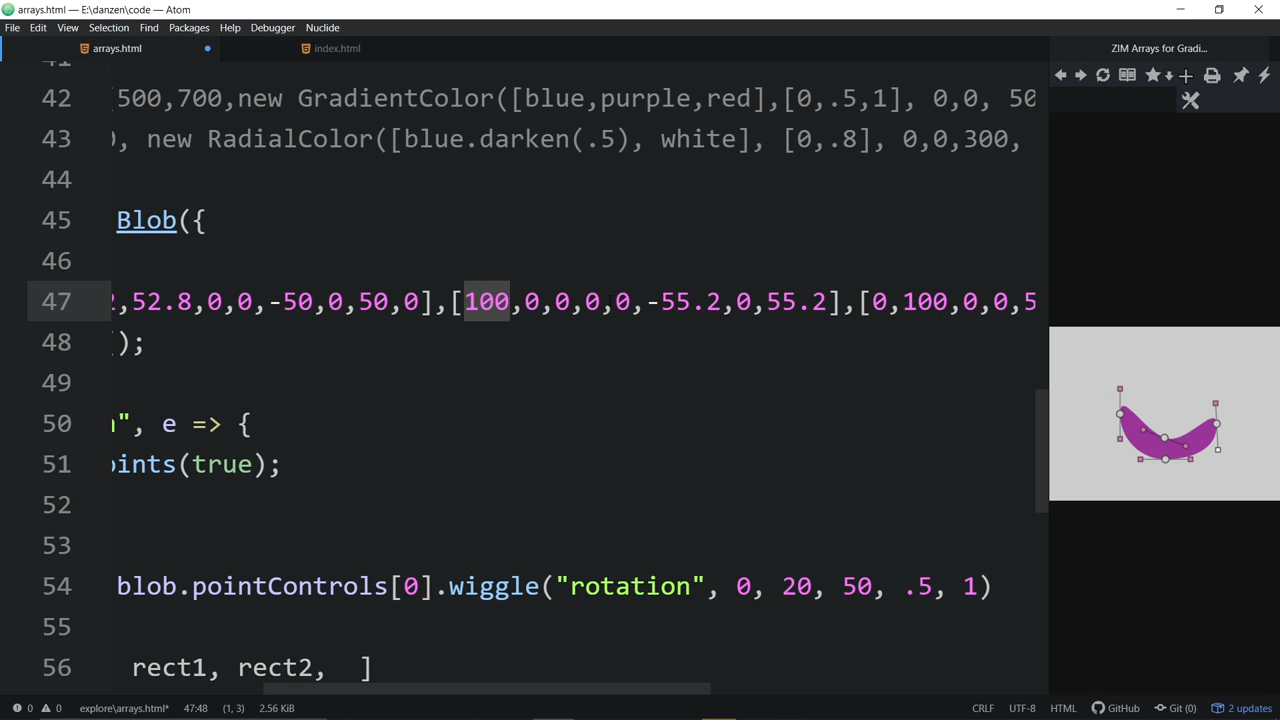 arrays.html — E:\danzen\code — Atom
File Edit View Selection Find Packages Help Debugger Nuclide
arrays.html
index.html
ZIM Arrays for Gradi...
41
42 (500,700,new GradientColor([blue,purple,red],[0,.5,1], 0,0, 50
43 ), new RadialColor([blue.darken(.5), white], [0,.8], 0,0,300,
44
45 Blob({
46
47 2,52.8,0,0,-50,0,50,0],[100,0,0,0,0,-55.2,0,55.2],[0,100,0,0,5
48 );
49
50 n", e => {
51 oints(true);
52
53
54 blob.pointControls[0].wiggle("rotation", 0, 20, 50, .5, 1)
55
56 rect1, rect2, ]
0 0 explore\arrays.html* 47:48 (1, 3) 2.56 KiB CRLF UTF-8 HTML GitHub Git (0) 2 updates